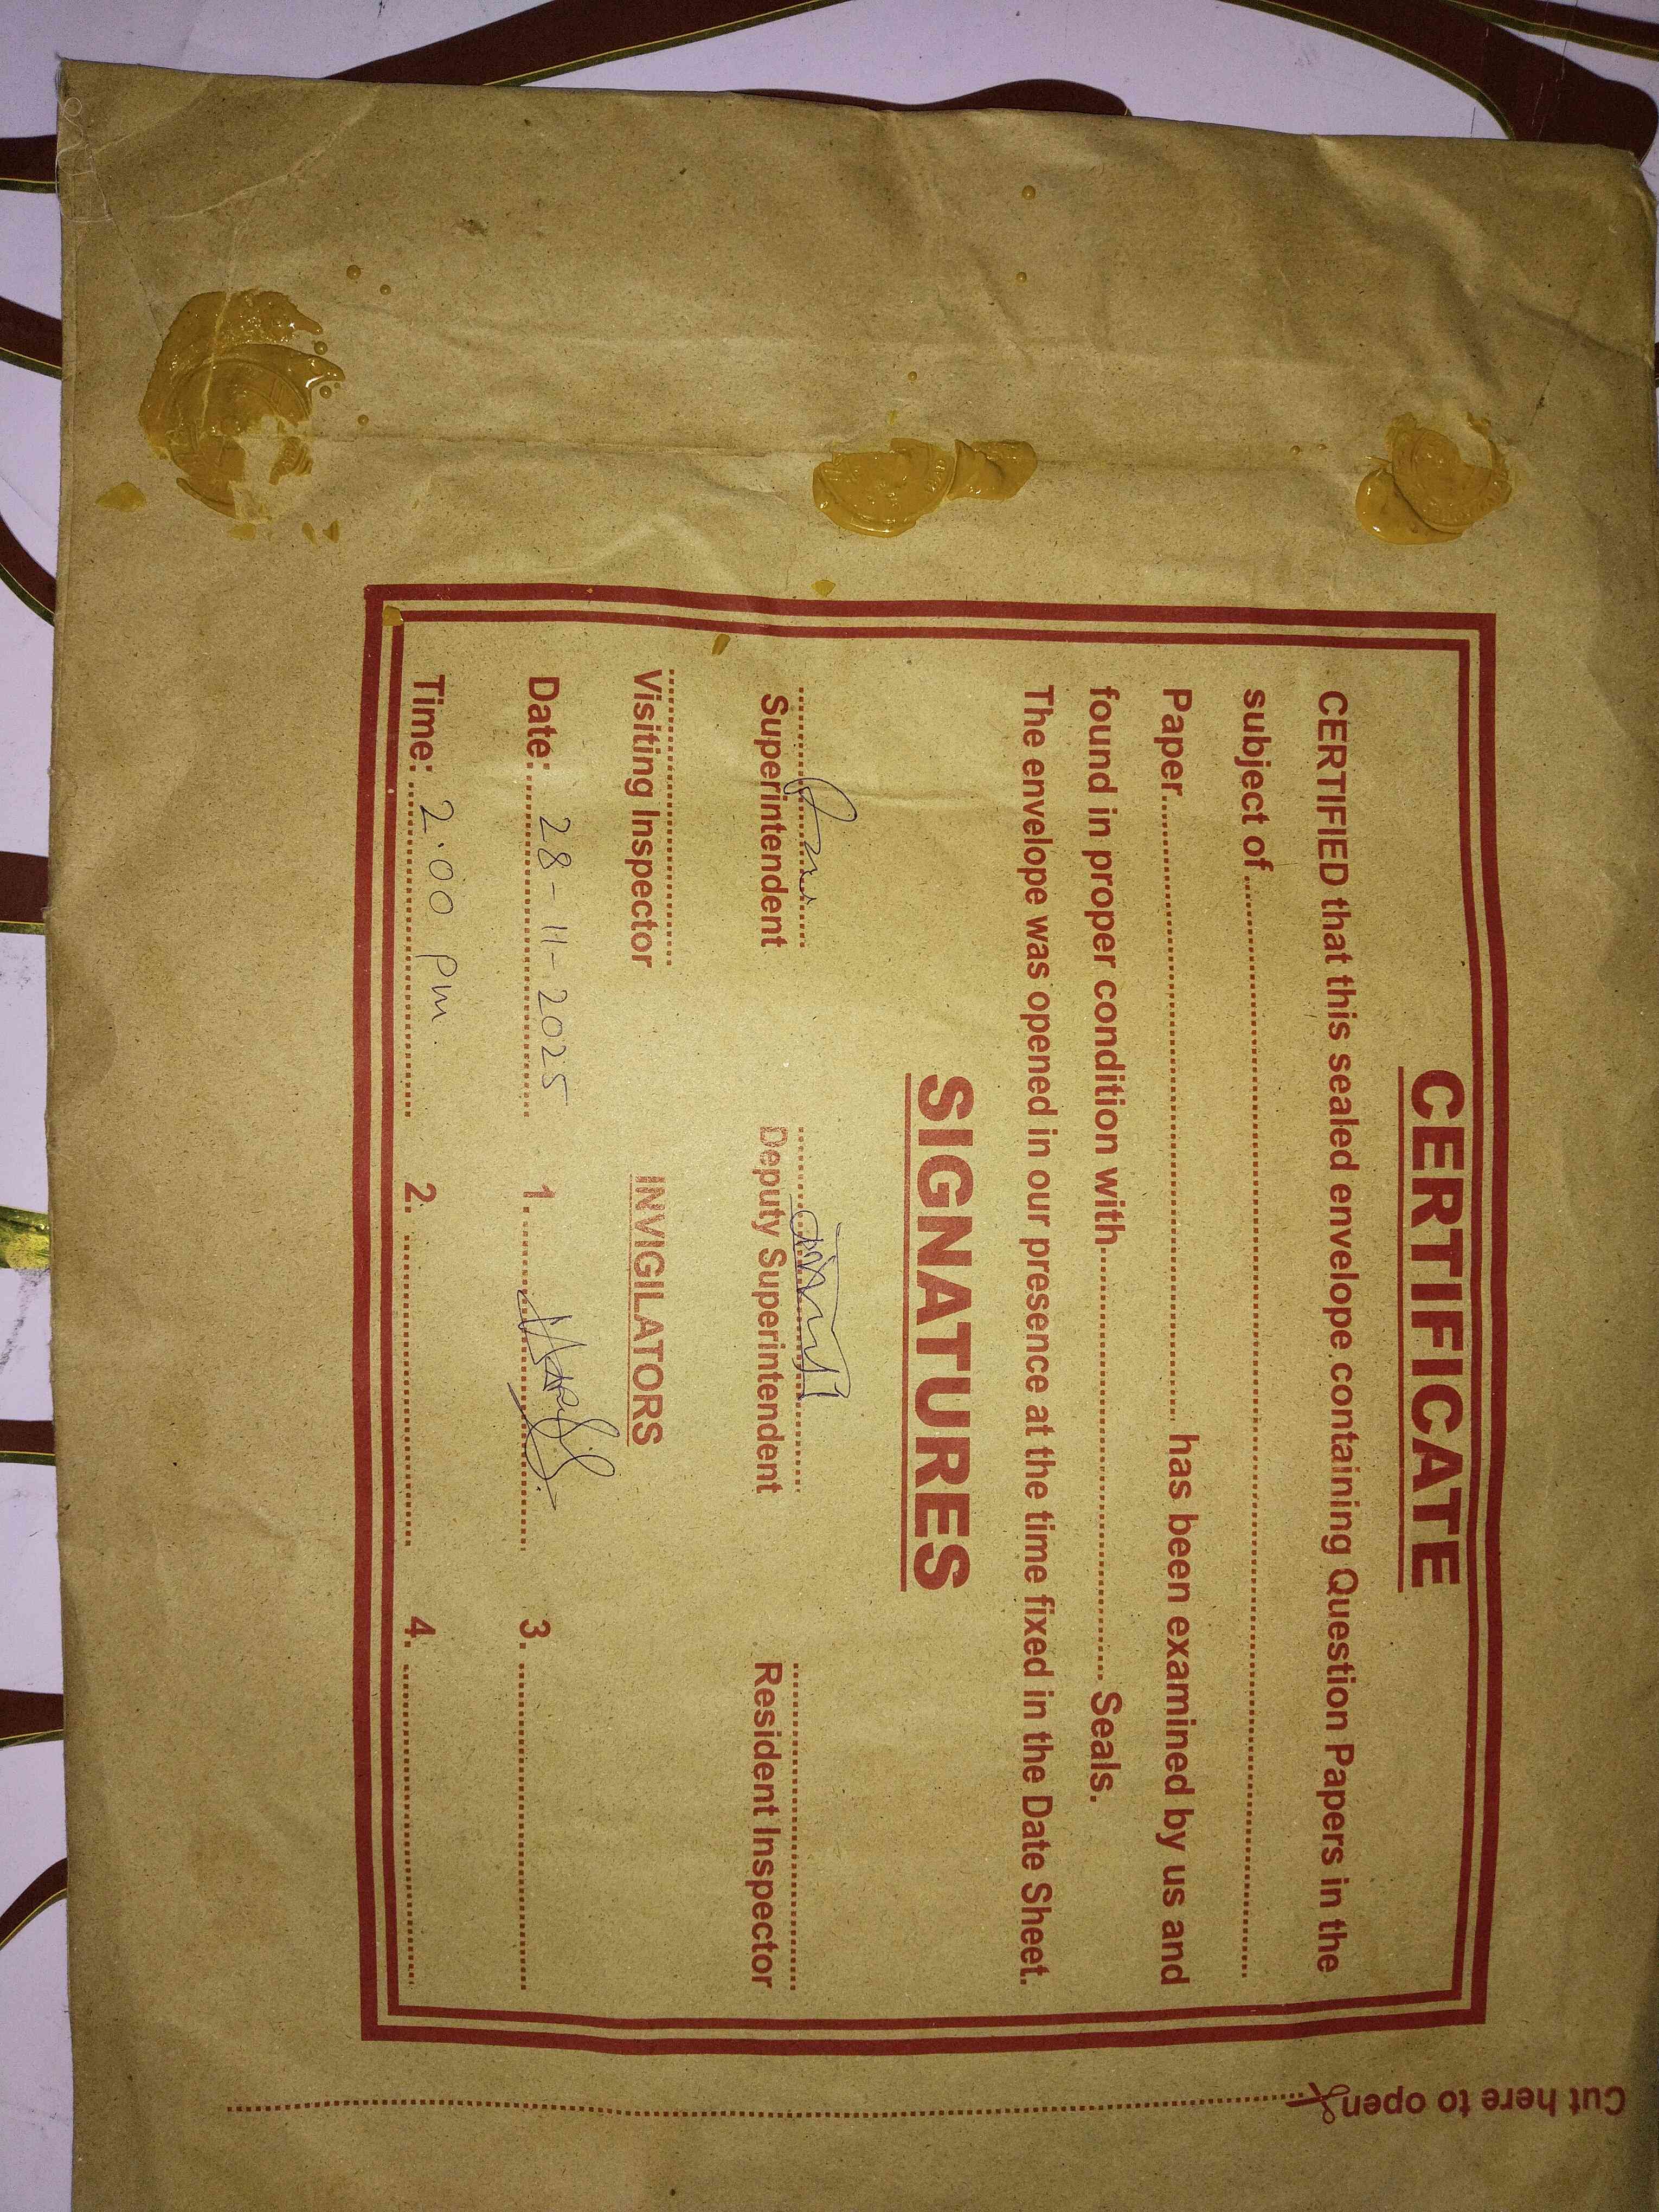 CERTIFICATE
CERTIFIED that this sealed envelope containing Question Papers in the
subject of
Paper has been examined by us and
found in proper condition with Seals.
The envelope was opened in our presence at the time fixed in the Date Sheet.
SIGNATURES
Superintendent Deputy Superintendent Resident Inspector
Visiting Inspector INVIGILATORS
Date: 28-11-2025 1. 3.
Time: 2.00 pm 2. 4.
Cut here to open